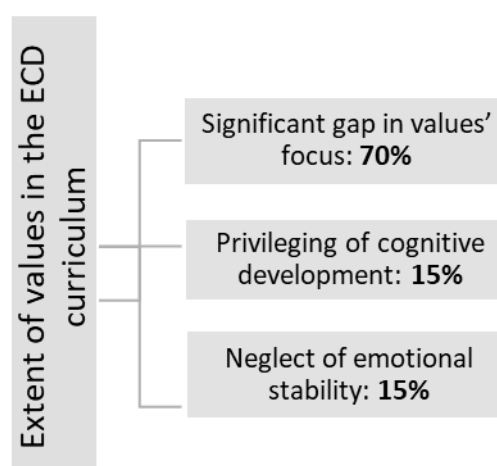 Extent of values in the ECD
curriculum
Significant gap in values’
focus: 70%
Privileging of cognitive
development: 15%
Neglect of emotional
stability: 15%